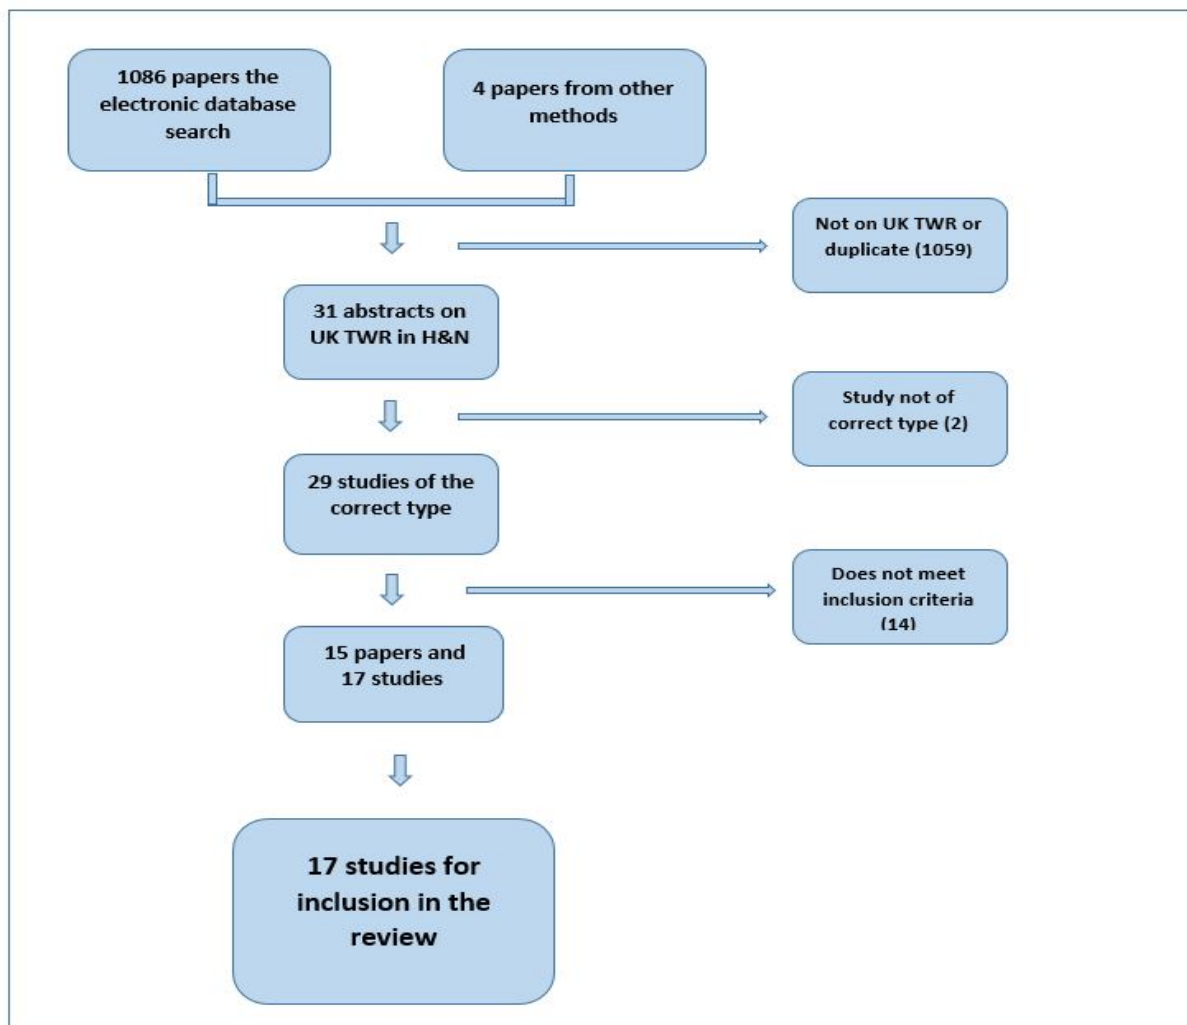 1086 papers the
electronic database
search
4 papers from other
methods
Not on UK TWR or
duplicate (1059)
31 abstracts on
UK TWR in H&N
Study not of
correct type (2)
29 studies of the
correct type
Does not meet
inclusion criteria
(14)
15 papers and
17 studies
17 studies for
inclusion in the
review